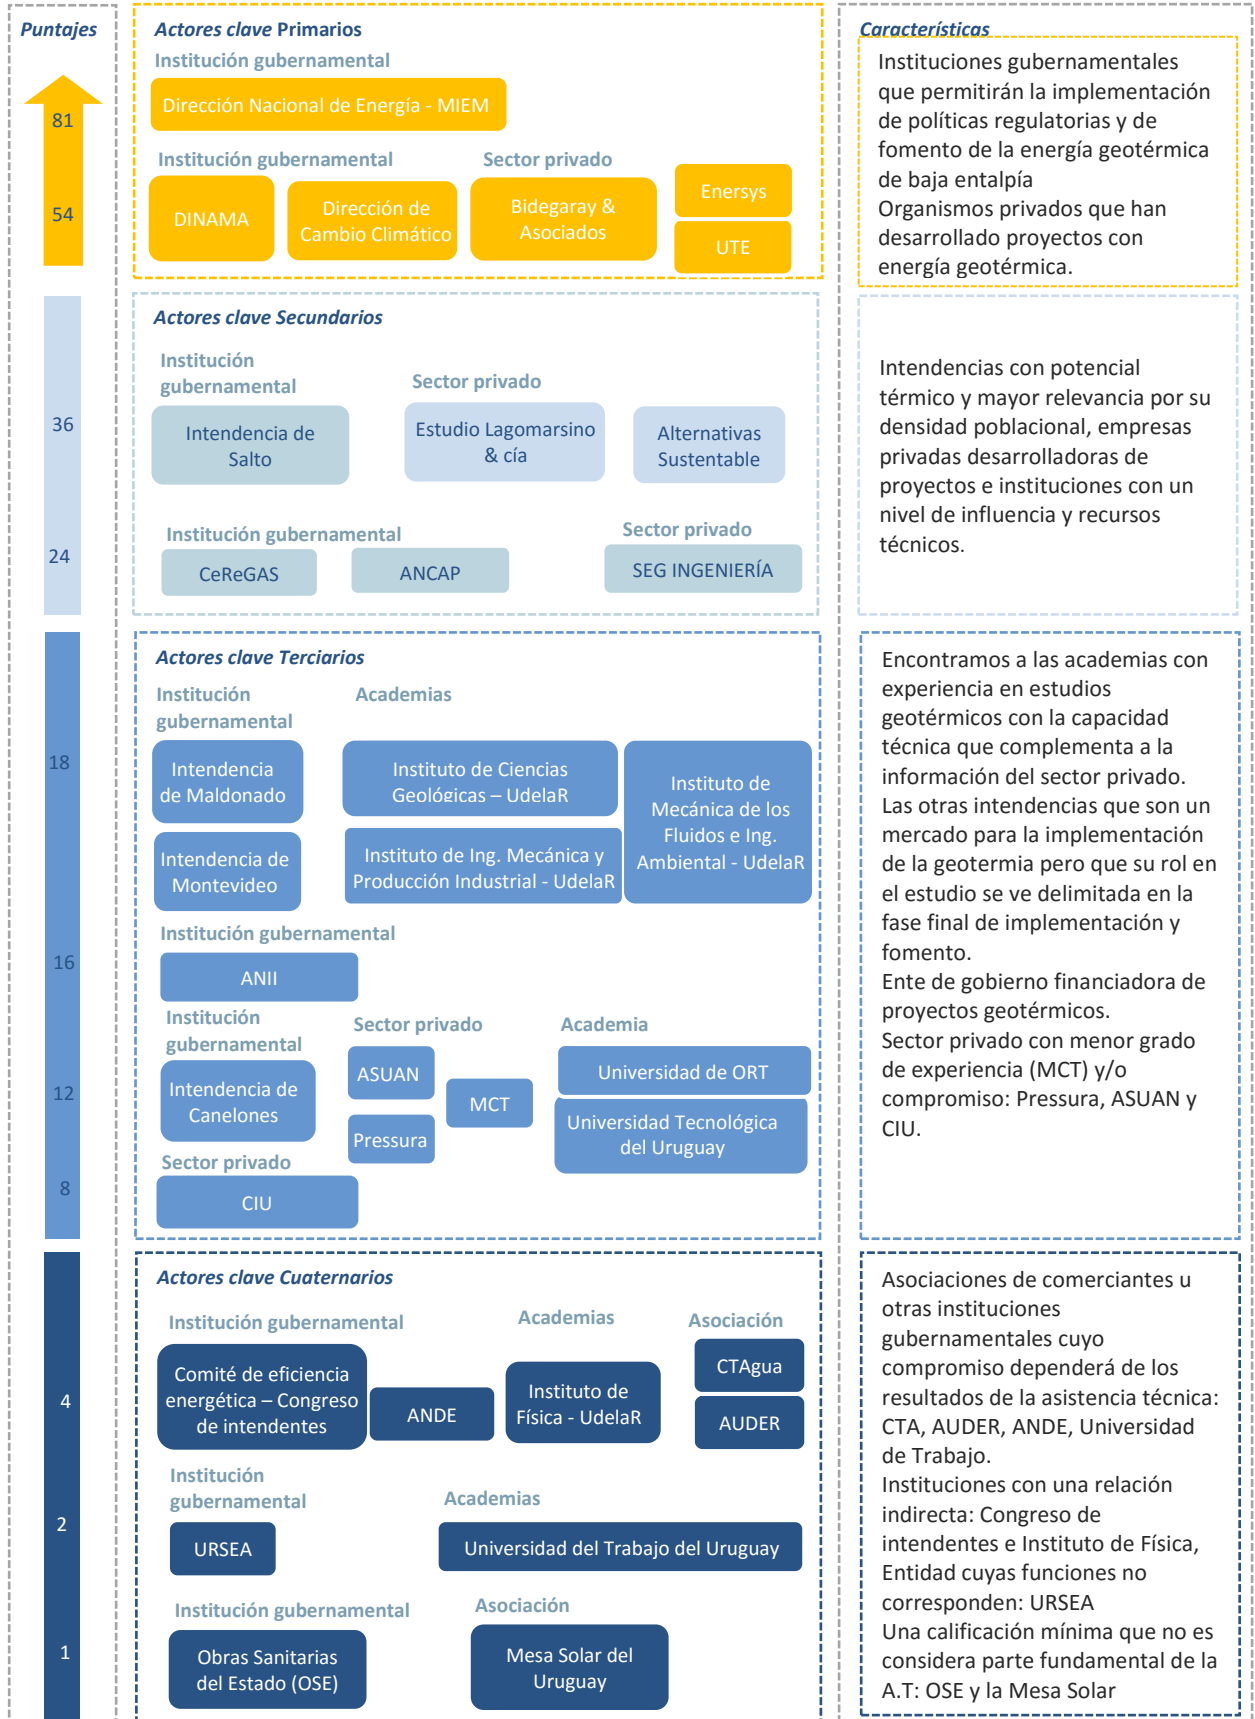 Puntajes
81
54
36
24
18
16
12
8
4
2
1
Actores clave Primarios
Institución gubernamental
Dirección Nacional de Energía - MIEM
Institución gubernamental
Sector privado
DINAMA
Dirección de
Cambio Climático
Bidegaray &
Asociados
Enersys
UTE
Actores clave Secundarios
Institución
gubernamental
Sector privado
Intendencia de
Salto
Estudio Lagomarsino
& cía
Alternativas
Sustentable
Institución gubernamental
Sector privado
CeReGAS
ANCAP
SEG INGENIERÍA
Actores clave Terciarios
Institución
gubernamental
Academias
Intendencia
de Maldonado
Instituto de Ciencias
Geológicas – UdelaR
Instituto de
Mecánica de los
Fluidos e Ing.
Ambiental - UdelaR
Intendencia de
Montevideo
Instituto de Ing. Mecánica y
Producción Industrial - UdelaR
Institución gubernamental
ANII
Institución
gubernamental
Sector privado
Academia
Intendencia de
Canelones
ASUAN
MCT
Pressura
Universidad de ORT
Universidad Tecnológica
del Uruguay
Sector privado
CIU
Actores clave Cuaternarios
Institución gubernamental
Academias
Asociación
Comité de eficiencia
energética – Congreso
de intendentes
ANDE
Instituto de
Física - UdelaR
CTAgua
AUDER
Institución
gubernamental
Academias
URSEA
Universidad del Trabajo del Uruguay
Institución gubernamental
Asociación
Obras Sanitarias
del Estado (OSE)
Mesa Solar del
Uruguay
Características
Instituciones gubernamentales
que permitirán la implementación
de políticas regulatorias y de
fomento de la energía geotérmica
de baja entalpía
Organismos privados que han
desarrollado proyectos con
energía geotérmica.
Intendencias con potencial
térmico y mayor relevancia por su
densidad poblacional, empresas
privadas desarrolladoras de
proyectos e instituciones con un
nivel de influencia y recursos
técnicos.
Encontramos a las academias con
experiencia en estudios
geotérmicos con la capacidad
técnica que complementa a la
información del sector privado.
Las otras intendencias que son un
mercado para la implementación
de la geotermia pero que su rol en
el estudio se ve delimitada en la
fase final de implementación y
fomento.
Ente de gobierno financiadora de
proyectos geotérmicos.
Sector privado con menor grado
de experiencia (MCT) y/o
compromiso: Pressura, ASUAN y
CIU.
Asociaciones de comerciantes u
otras instituciones
gubernamentales cuyo
compromiso dependerá de los
resultados de la asistencia técnica:
CTA, AUDER, ANDE, Universidad
de Trabajo.
Instituciones con una relación
indirecta: Congreso de
intendentes e Instituto de Física,
Entidad cuyas funciones no
corresponden: URSEA
Una calificación mínima que no es
considera parte fundamental de la
A.T: OSE y la Mesa Solar